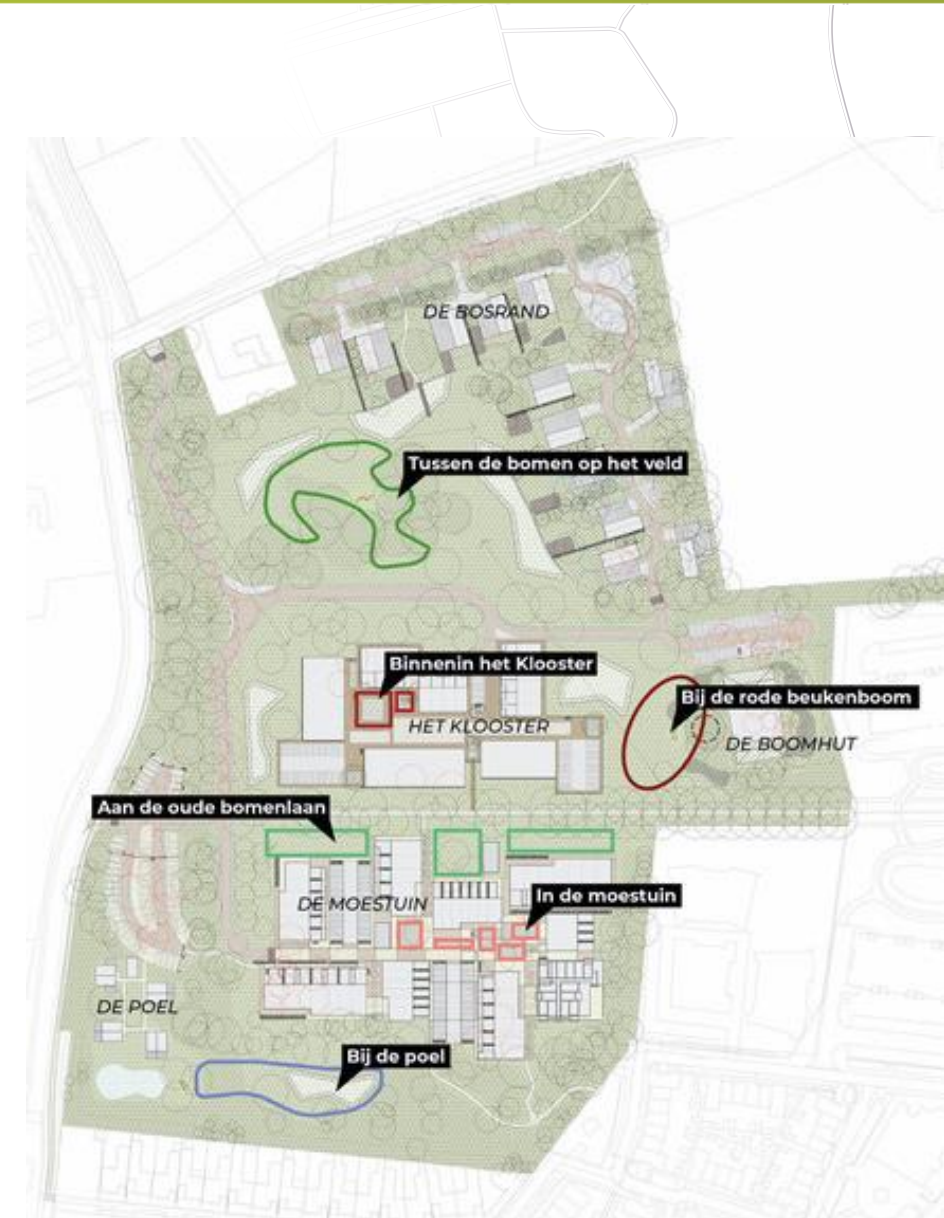 DE BOSRAND
Tussen de bomen op het veld
Binnenin het Klooster
Bij de rode beukenboom
HET KLOOSTER
DE BOOMHUT
Aan de oude bomenlaan
In de moestuin
DE MOESTUIN
DE POEL
Bij de poel